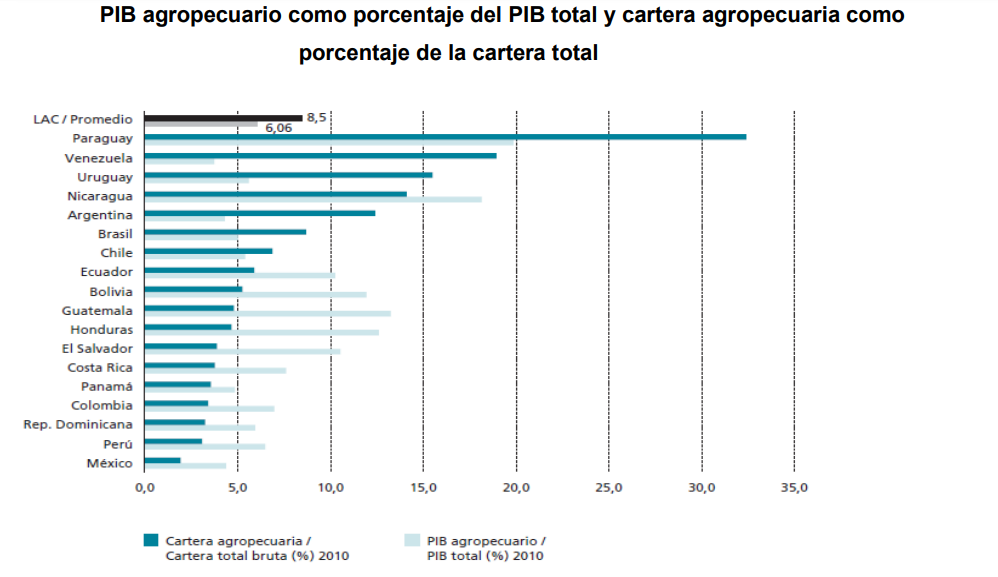 PIB agropecuario como porcentaje del PIB total y cartera agropecuaria como
porcentaje de la cartera total
LAC / Promedio
8,5
6,06
Paraguay
Venezuela
Uruguay
Nicaragua
Argentina
Brasil
Chile
Ecuador
Bolivia
Guatemala
Honduras
El Salvador
Costa Rica
Panamá
Colombia
Rep. Dominicana
Perú
México
0,0 5,0 10,0 15,0 20,0 25,0 30,0 35,0
Cartera agropecuaria /
Cartera total bruta (%) 2010
PIB agropecuario /
PIB total (%) 2010